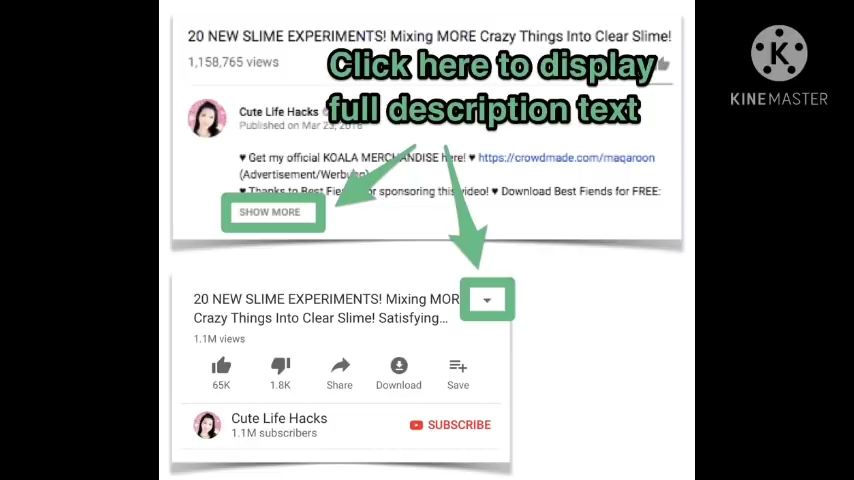 20 NEW SLIME EXPERIMENTS! Mixing MORE Crazy Things Into Clear Slime!
1,158,765 views
Click here to display
full description text
Cute Life Hacks
Published on Mar 23, 2018
♥ Get my official KOALA MERCHANDISE here! ♥ https://crowdmade.com/maqaroon
(Advertisement/Werbung)
♥ Thanks to Best Fiends for sponsoring this video! ♥ Download Best Fiends for FREE:
SHOW MORE
20 NEW SLIME EXPERIMENTS! Mixing MOR
Crazy Things Into Clear Slime! Satisfying...
1.1M views
65K
1.8K
Share
Download
Save
Cute Life Hacks
1.1M subscribers
SUBSCRIBE
K
KINEMASTER